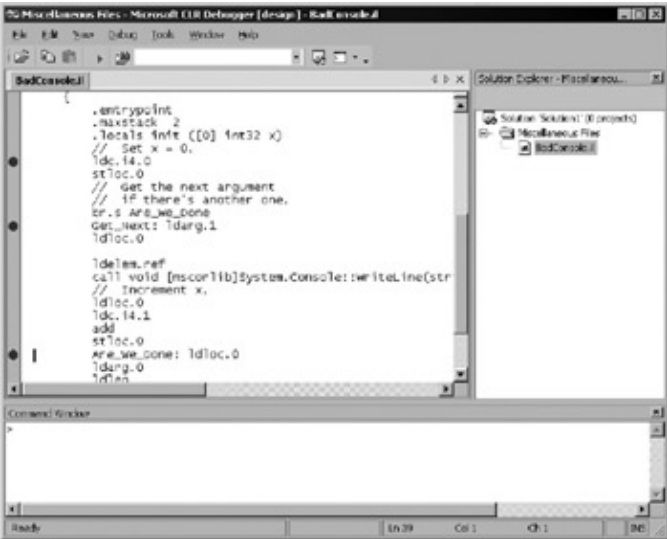 Miscellaneous Files - Microsoft CLR Debugger [design] - BadConsole.il
File Edit View Debug Tools Window Help
BadConsole.il
{
.entrypoint
.maxstack 2
.locals init ([0] int32 x)
// Set x = 0.
ldc.i4.0
stloc.0
// Get the next argument
// if there's another one.
br.s Are_We_Done
Get_Next: ldarg.1
ldloc.0
ldelem.ref
call void [mscorlib]System.Console::WriteLine(str
// Increment x.
ldloc.0
ldc.i4.1
add
stloc.0
Are_We_Done: ldloc.0
ldarg.0
ldlen
Solution Explorer - Miscellaneou...
Solution 'Solution1' (0 projects)
Miscellaneous Files
BadConsole.il
Command Window
>
Ready
Ln 39
Col 1
Ch 1
INS